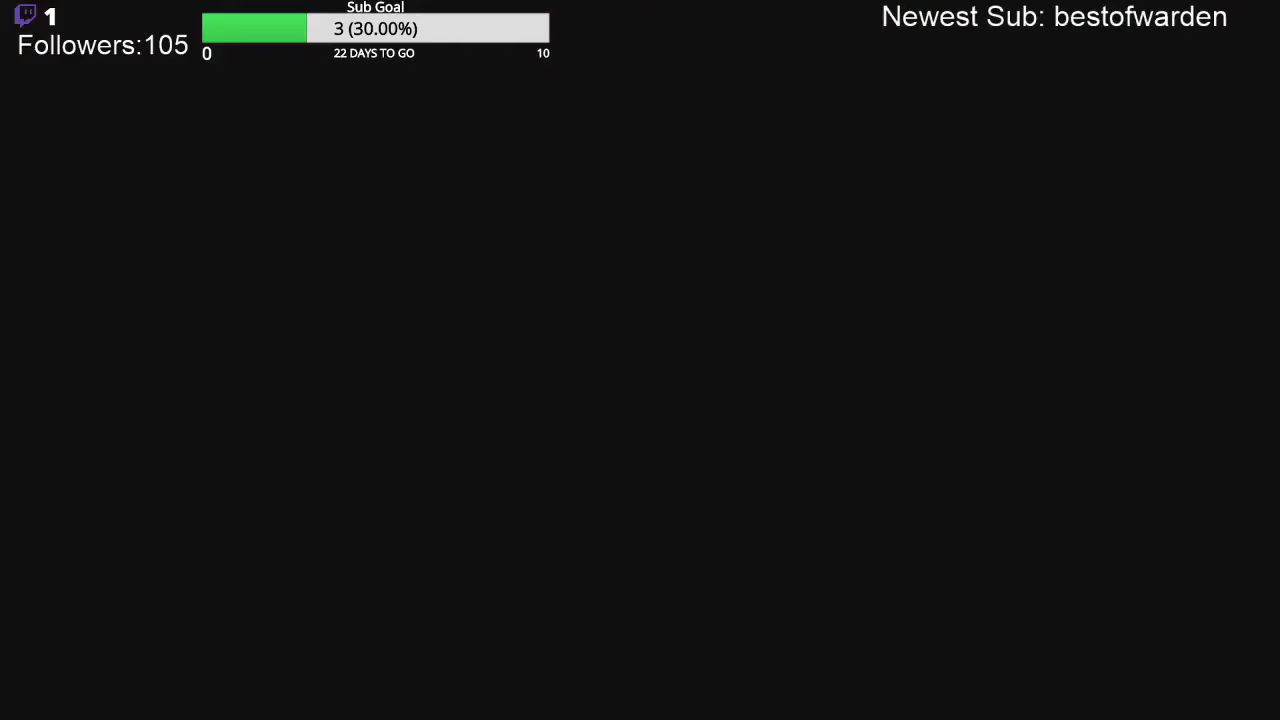 1
Followers:105
Sub Goal
3 (30.00%)
0 22 DAYS TO GO 10
Newest Sub: bestofwarden